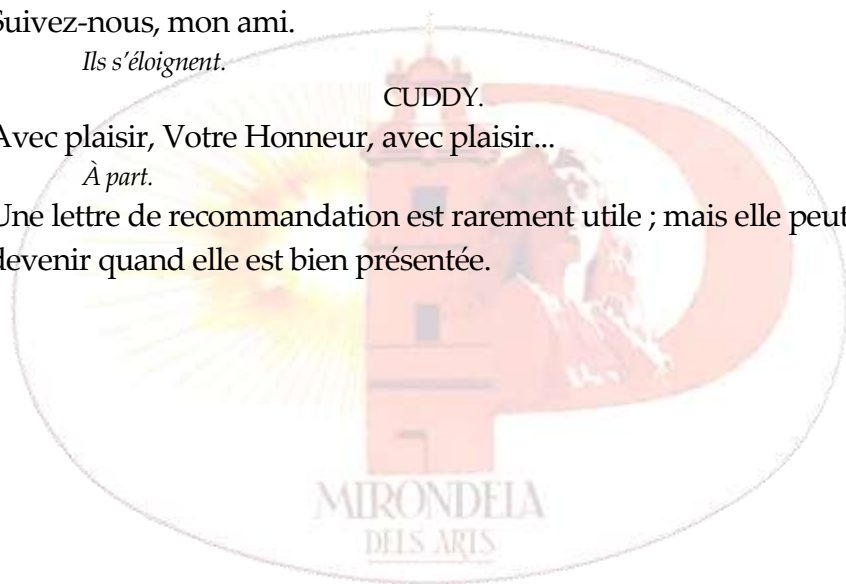 Suivez-nous, mon ami.
Ils s’éloignent.
CUDDY.
Avec plaisir, Votre Honneur, avec plaisir...
À part.
Une lettre de recommandation est rarement utile ; mais elle peut
devenir quand elle est bien présentée.
MIRONDELA
DELS ARTS